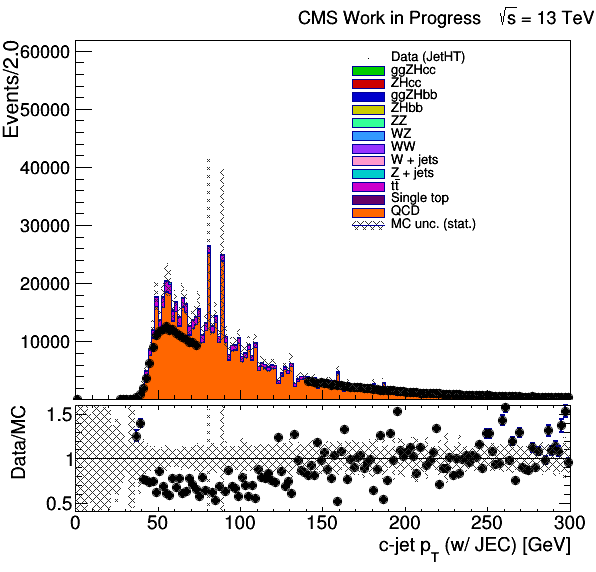 CMS Work in Progress √s = 13 TeV
Events/2.0
60000
50000
40000
30000
20000
10000
Data (JetHT)
ggZHcc
ZHcc
ggZHbb
ZHbb
ZZ
WZ
WW
W + jets
Z + jets
tt̄
Single top
QCD
MC unc. (stat.)
Data/MC
1.5
1
0.5
0 50 100 150 200 250 300
c-jet p_T (w/ JEC) [GeV]